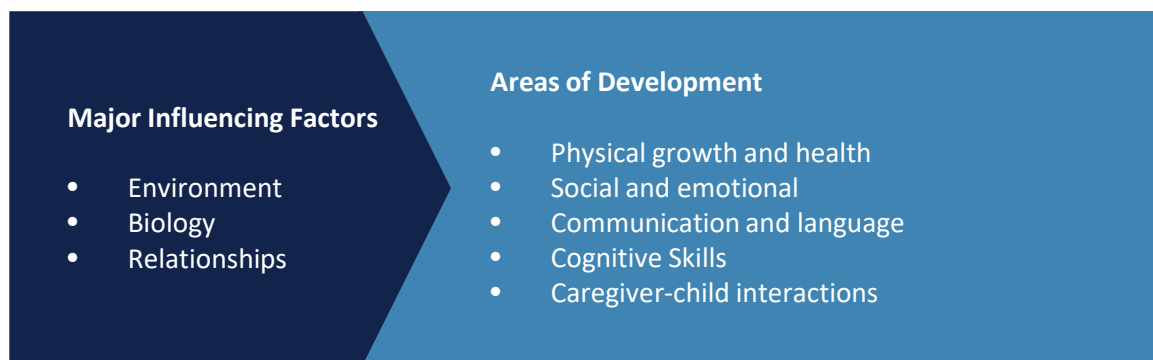 Major Influencing Factors
• Environment
• Biology
• Relationships
Areas of Development
• Physical growth and health
• Social and emotional
• Communication and language
• Cognitive Skills
• Caregiver-child interactions